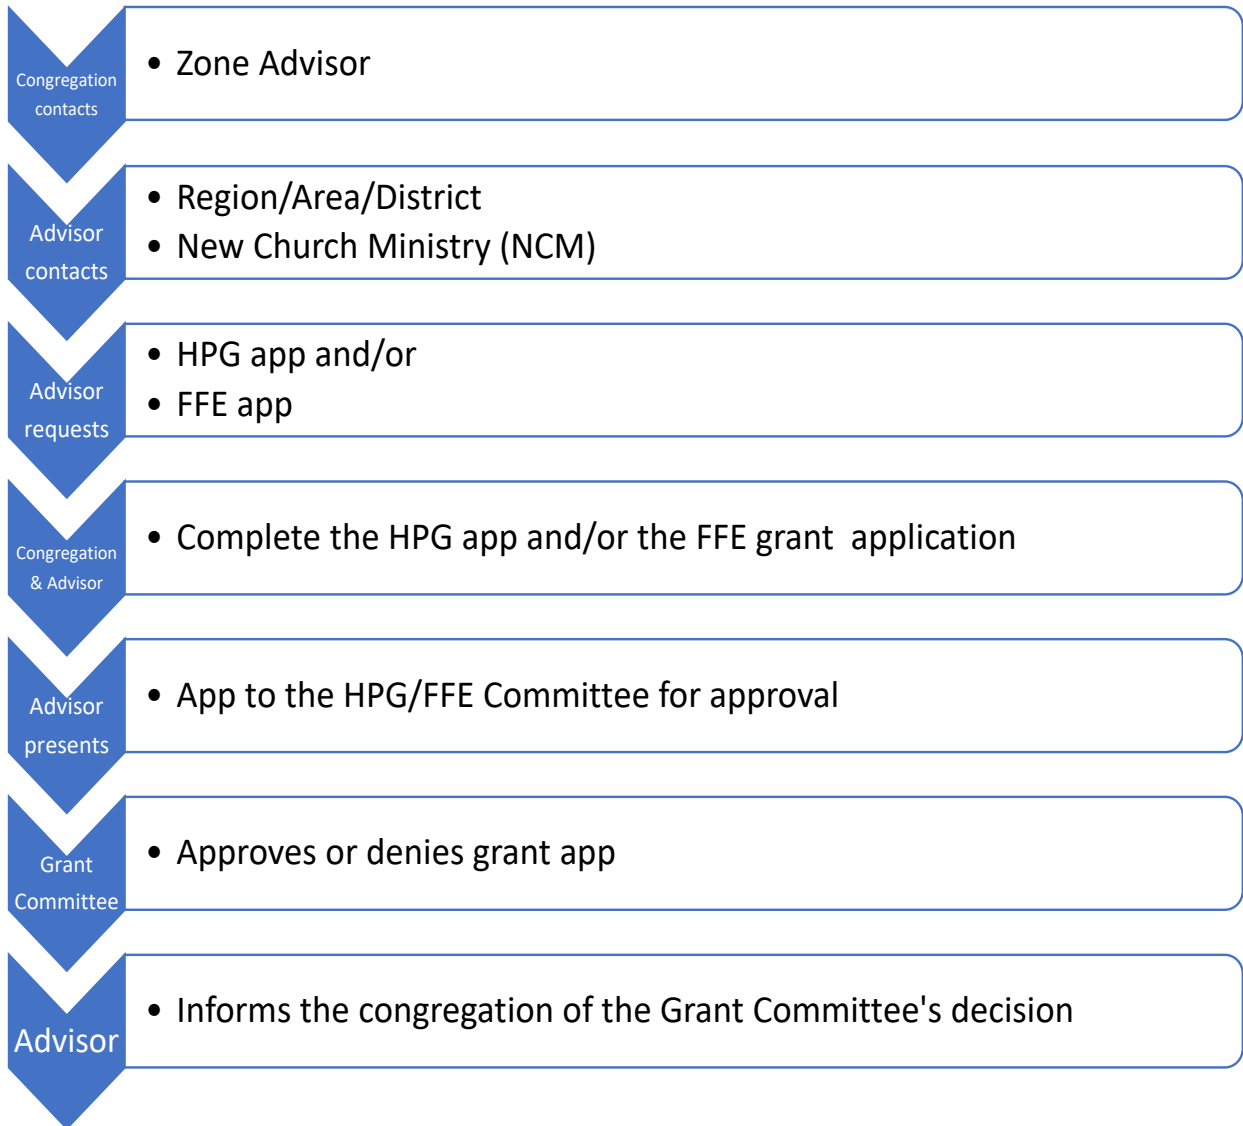 Congregation
contacts
• Zone Advisor
Advisor
contacts
• Region/Area/District
• New Church Ministry (NCM)
Advisor
requests
• HPG app and/or
• FFE app
Congregation
& Advisor
• Complete the HPG app and/or the FFE grant  application
Advisor
presents
• App to the HPG/FFE Committee for approval
Grant
Committee
• Approves or denies grant app
Advisor
• Informs the congregation of the Grant Committee's decision